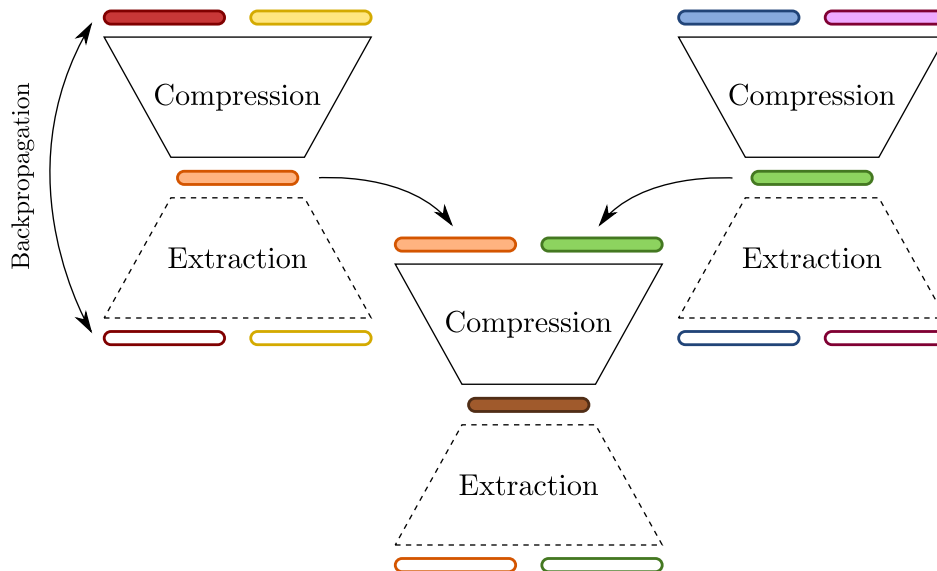 Compression
Compression
Backpropagation
Extraction
Extraction
Compression
Extraction